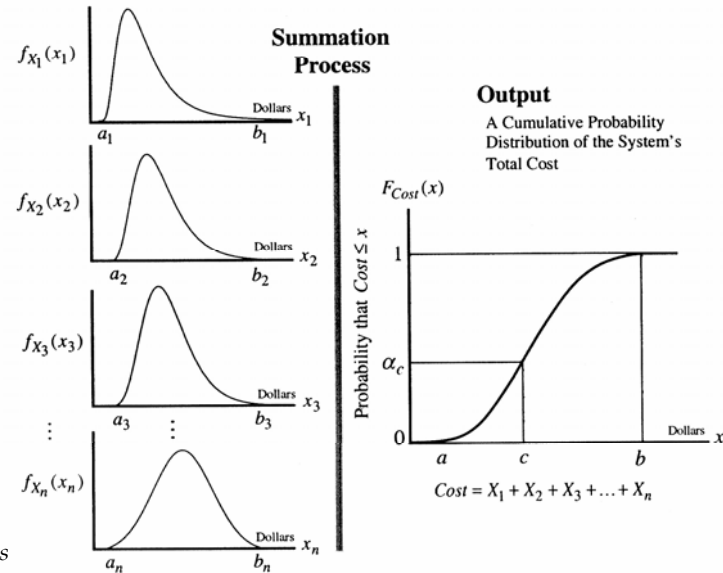 f_{X_1}(x_1)
Dollars
x_1
a_1
b_1
f_{X_2}(x_2)
Dollars
x_2
a_2
b_2
f_{X_3}(x_3)
Dollars
x_3
a_3
b_3
⋮
⋮
f_{X_n}(x_n)
Dollars
x_n
a_n
b_n
s
Summation
Process
Output
A Cumulative Probability
Distribution of the System's
Total Cost
F_{Cost}(x)
Probability that Cost ≤ x
1
α_c
0
Dollars
x
a
c
b
Cost = X_1 + X_2 + X_3 + ... + X_n